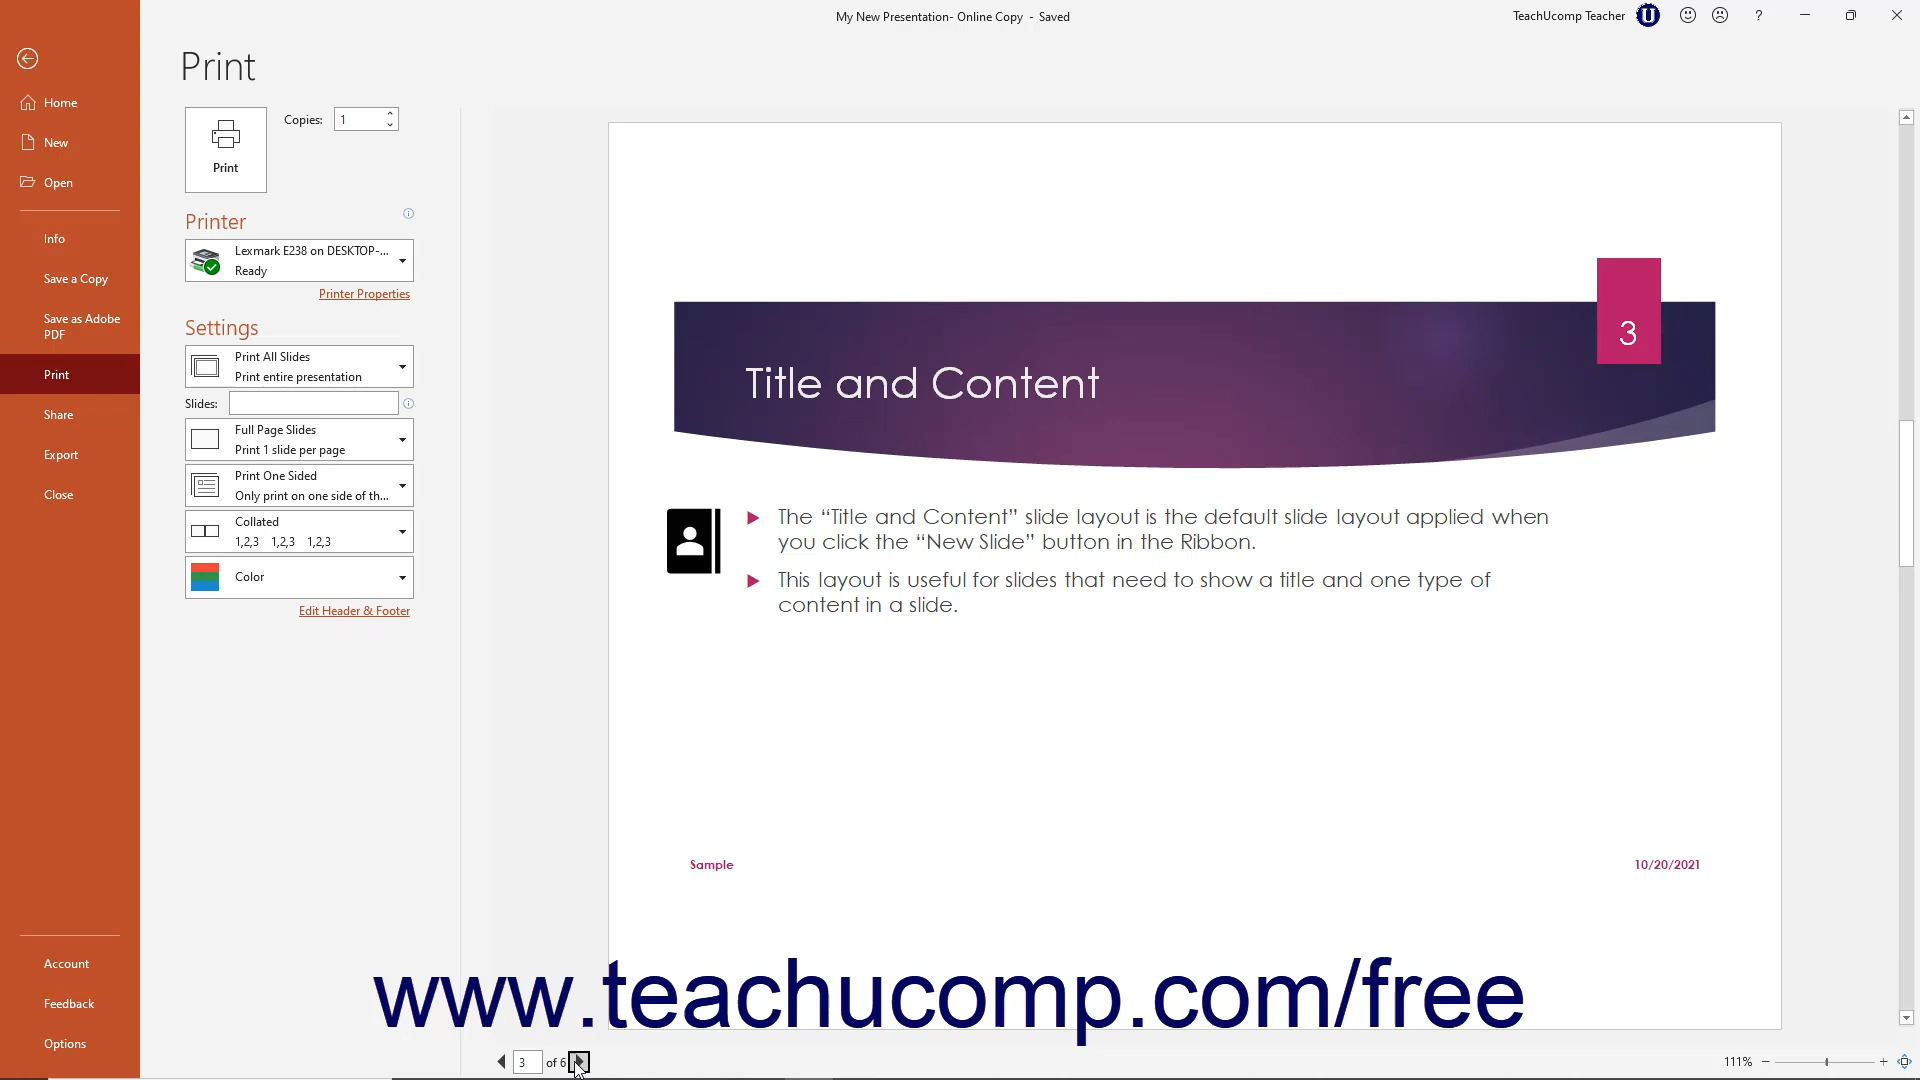 My New Presentation- Online Copy - Saved
TeachUcomp Teacher
U
?
Print
Home
New
Open
Info
Save a Copy
Save as Adobe
PDF
Print
Share
Export
Close
Account
Feedback
Options
Print
Copies: 1
Printer
Lexmark E238 on DESKTOP-...
Ready
Printer Properties
Settings
Print All Slides
Print entire presentation
Slides:
Full Page Slides
Print 1 slide per page
Print One Sided
Only print on one side of th...
Collated
1,2,3 1,2,3 1,2,3
Color
Edit Header & Footer
3
Title and Content
The “Title and Content” slide layout is the default slide layout applied when
you click the “New Slide” button in the Ribbon.
This layout is useful for slides that need to show a title and one type of
content in a slide.
Sample
10/20/2021
www.teachucomp.com/free
3 of 6
111%